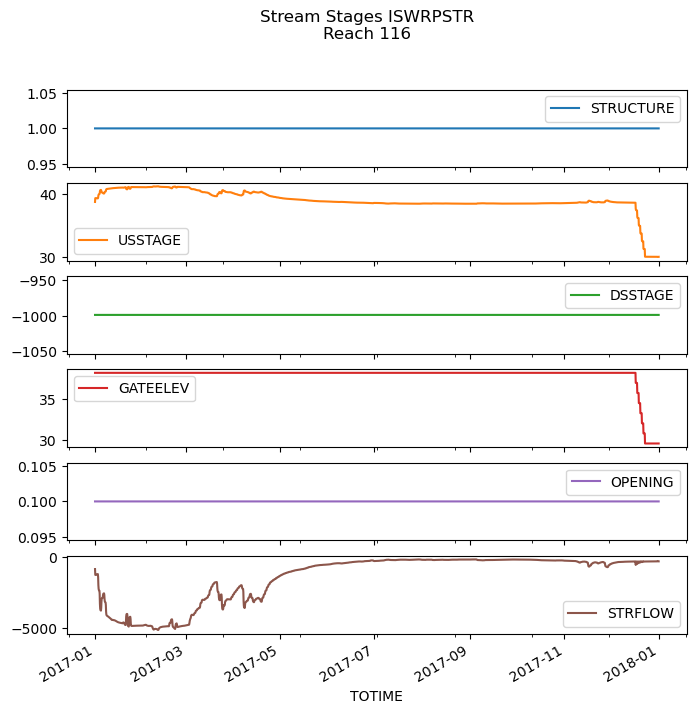 Stream Stages ISWRPSTR
Reach 116
1.05
STRUCTURE
1.00
0.95
40
USSTAGE
30
−950
DSSTAGE
−1000
−1050
GATEELEV
35
30
0.105
OPENING
0.100
0.095
0
STRFLOW
−5000
2017-01
2017-03
2017-05
2017-07
2017-09
2017-11
2018-01
TOTIME